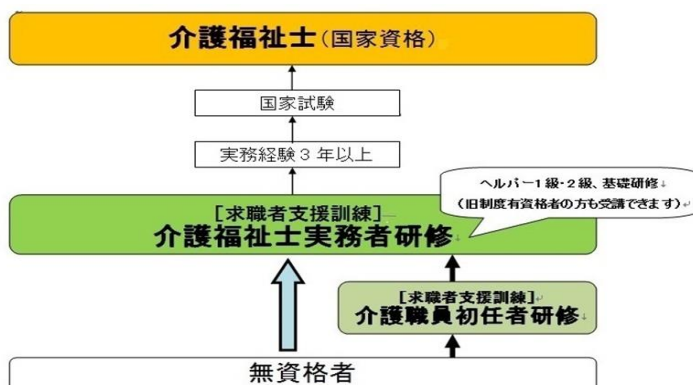 介護福祉士(国家資格)
国家試験
実務経験3年以上
ヘルパー1級・2級、基礎研修↓
(旧制度有資格者の方も受講できます)↵
[求職者支援訓練]
介護福祉士実務者研修↓
[求職者支援訓練]↵
介護職員初任者研修↓
無資格者